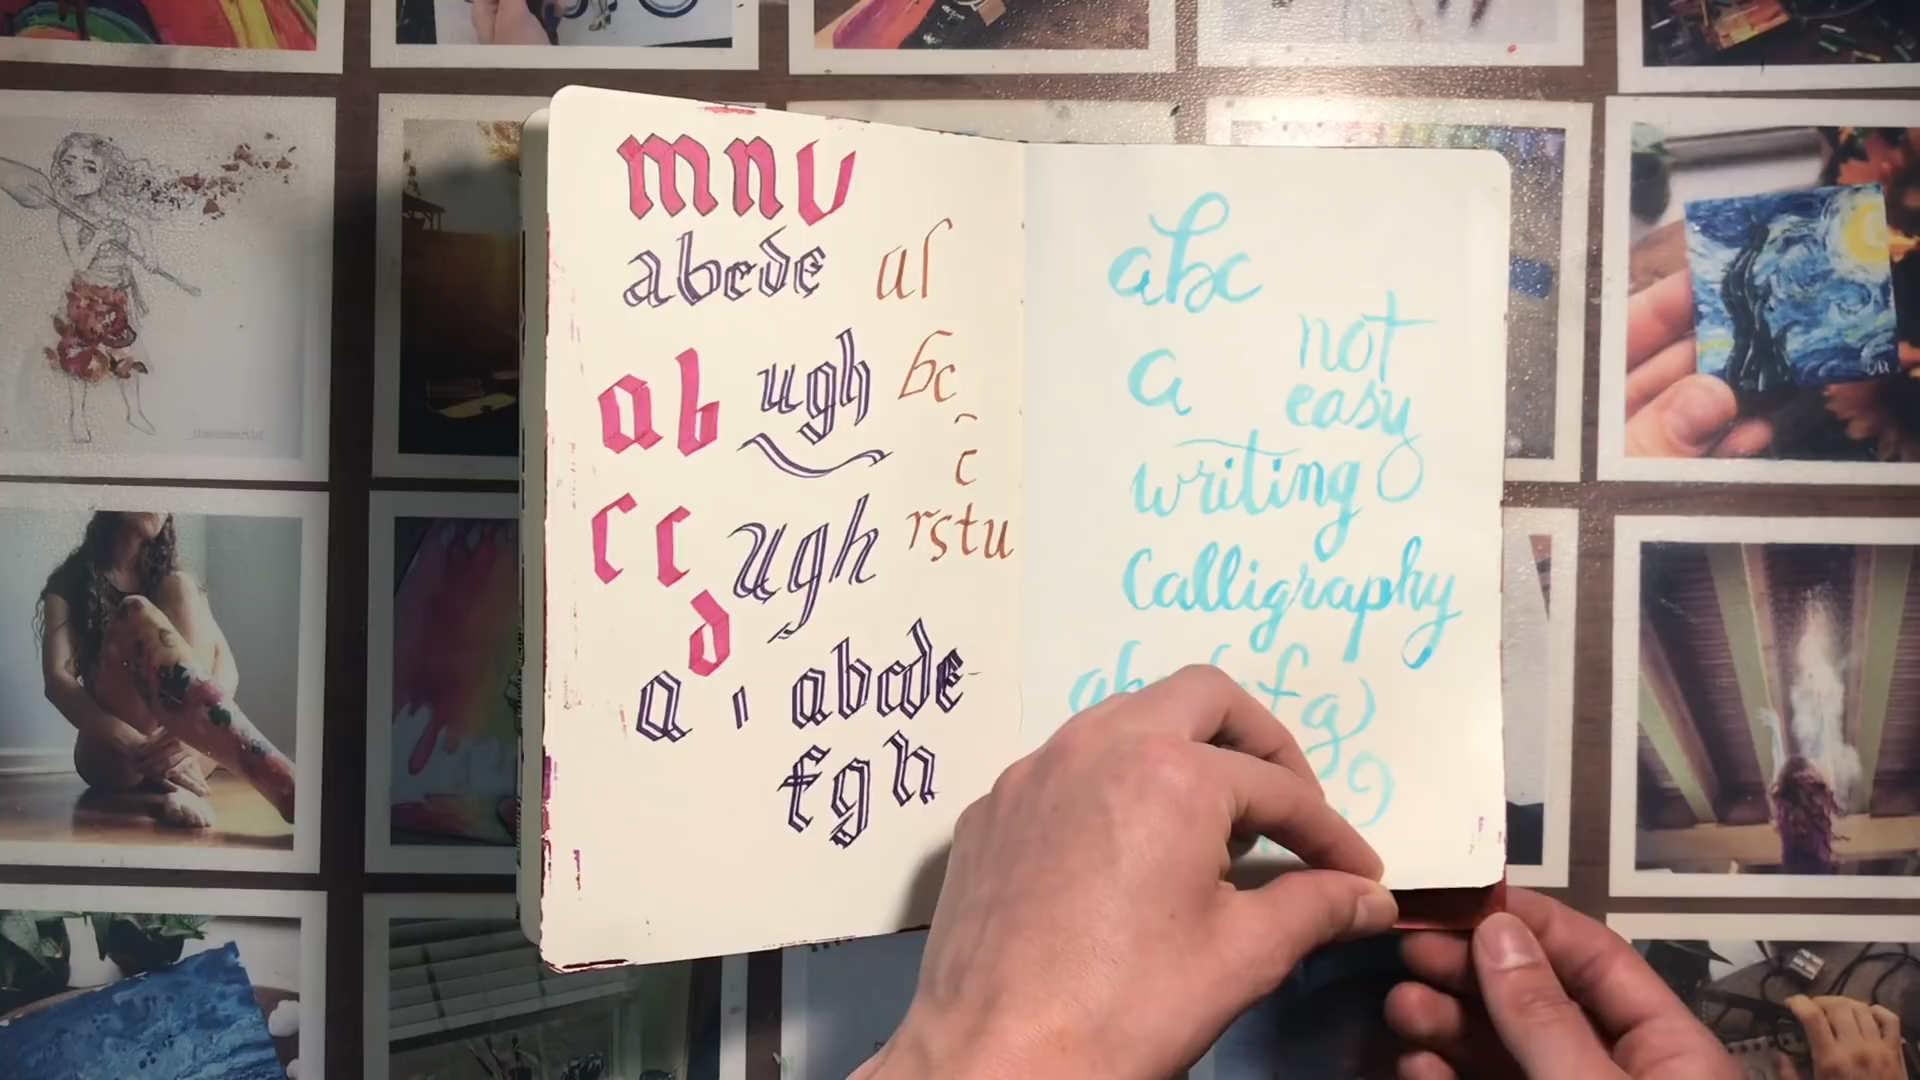 mnv
abcde
al
ab
ugh
bc
c
cc
ugh
rstu
d
a
abcde
fgh
abc
a
not
easy
writing
Calligraphy